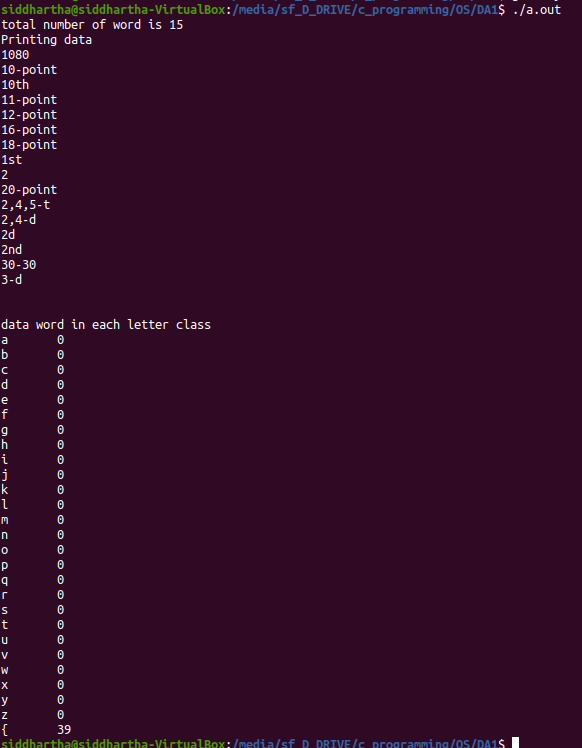 siddhartha@siddhartha-VirtualBox:/media/sf_D_DRIVE/c_programming/OS/DA1$ ./a.out
total number of word is 15
Printing data
1080
10-point
10th
11-point
12-point
16-point
18-point
1st
2
20-point
2,4,5-t
2,4-d
2d
2nd
30-30
3-d
data word in each letter class
a 0
b 0
c 0
d 0
e 0
f 0
g 0
h 0
i 0
j 0
k 0
l 0
m 0
n 0
o 0
p 0
q 0
r 0
s 0
t 0
u 0
v 0
w 0
x 0
y 0
z 0
{ 39
siddhartha@siddhartha-VirtualBox:/media/sf_D_DRIVE/c_programming/OS/DA1$